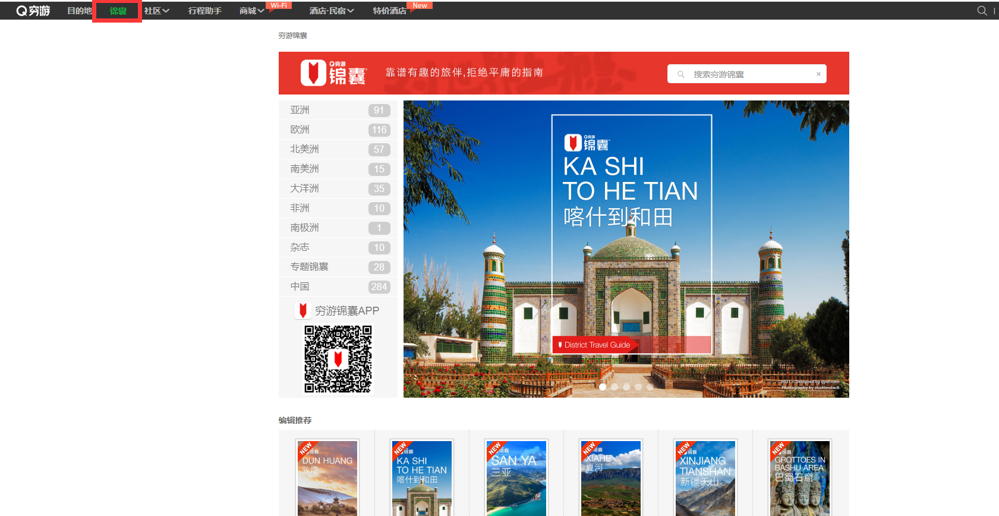 Q穷游 目的地 锦囊 社区 行程助手 商城 Wi-Fi 酒店·民宿 特价酒店 New
穷游锦囊
Q穷游
锦囊
靠谱有趣的旅伴,拒绝平庸的指南
搜索穷游锦囊 ×
亚洲 91
欧洲 116
北美洲 57
南美洲 15
大洋洲 35
非洲 10
南极洲 1
杂志 10
专题锦囊 28
中国 284
穷游锦囊APP
Q穷游
锦囊
KA SHI
TO HE TIAN
喀什到和田
District Travel Guide
2021 © Designed by qyer.com
Photography by shutterstock
编辑推荐
NEW
锦囊
DUN HUANG
敦煌
NEW
锦囊
KA SHI
TO HE TIAN
喀什到和田
NEW
锦囊
SAN YA
三亚
NEW
锦囊
XIAHE
夏河
NEW
锦囊
XINJIANG
TIANSHAN
新疆天山
NEW
锦囊
GROTTOES IN
BASHU AREA
巴蜀石窟